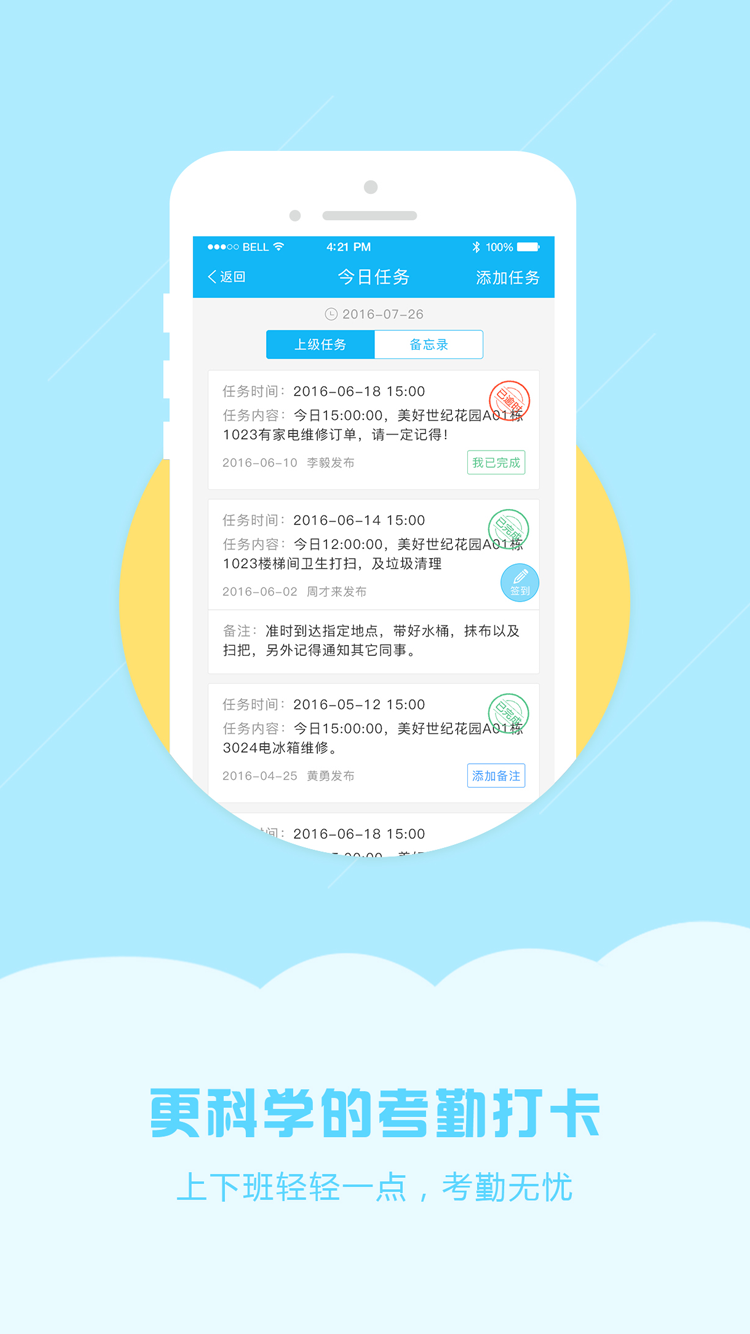 BELL 4:21 PM 100%
返回 今日任务 添加任务
2016-07-26
上级任务 备忘录
任务时间：2016-06-18 15:00
已逾时
任务内容：今日15:00:00，美好世纪花园A01栋
1023有家电维修订单，请一定记得！
2016-06-10 李毅发布 我已完成
任务时间：2016-06-14 15:00
已完成
任务内容：今日12:00:00，美好世纪花园A01栋
1023楼梯间卫生打扫，及垃圾清理
签到
2016-06-02 周才来发布
备注：准时到达指定地点，带好水桶，抹布以及
扫把，另外记得通知其它同事。
任务时间：2016-05-12 15:00
已完成
任务内容：今日15:00:00，美好世纪花园A01栋
3024电冰箱维修。
2016-04-25 黄勇发布 添加备注
间：2016-06-18 15:00
更科学的考勤打卡
上下班轻轻一点，考勤无忧